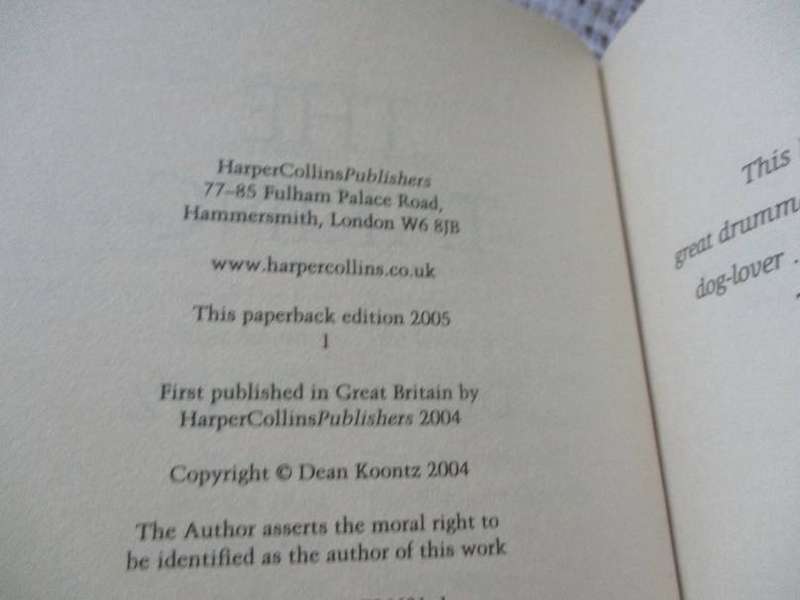 HarperCollinsPublishers
77–85 Fulham Palace Road,
Hammersmith, London W6 8JB
www.harpercollins.co.uk
This paperback edition 2005
1
First published in Great Britain by
HarperCollinsPublishers 2004
Copyright © Dean Koontz 2004
The Author asserts the moral right to
be identified as the author of this work
This
great drumm
dog-lover .